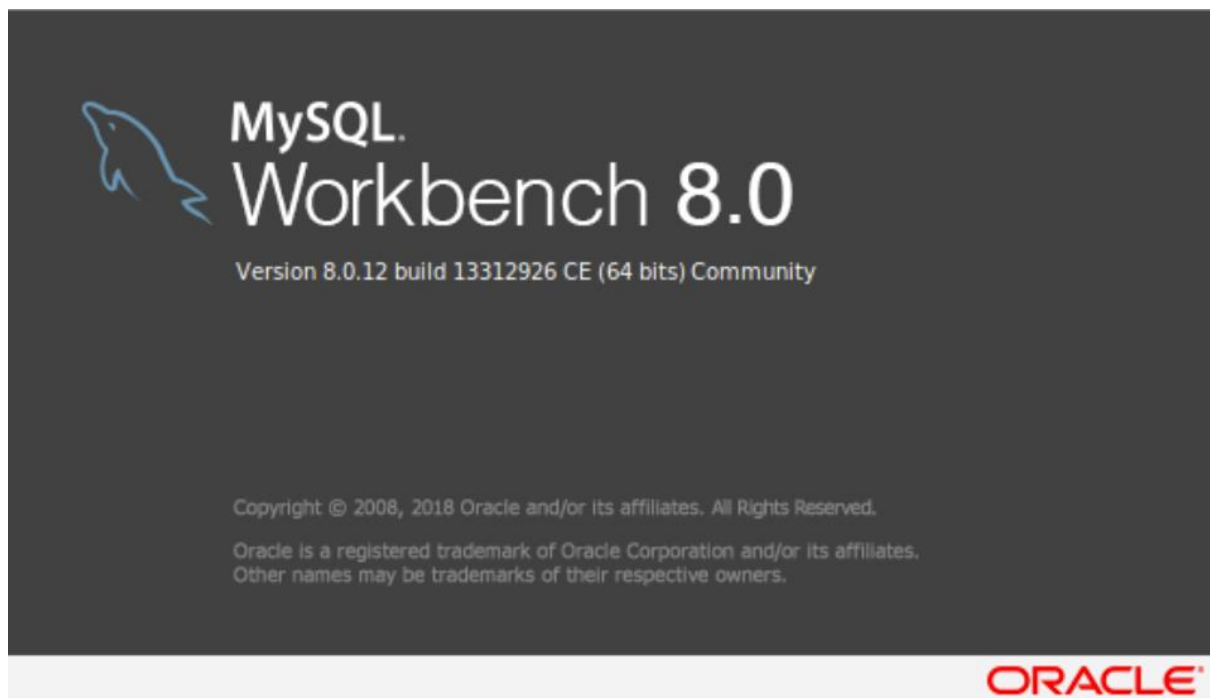 MySQL.
Workbench 8.0
Version 8.0.12 build 13312926 CE (64 bits) Community
Copyright © 2008, 2018 Oracle and/or its affiliates. All Rights Reserved.
Oracle is a registered trademark of Oracle Corporation and/or its affiliates.
Other names may be trademarks of their respective owners.
ORACLE®